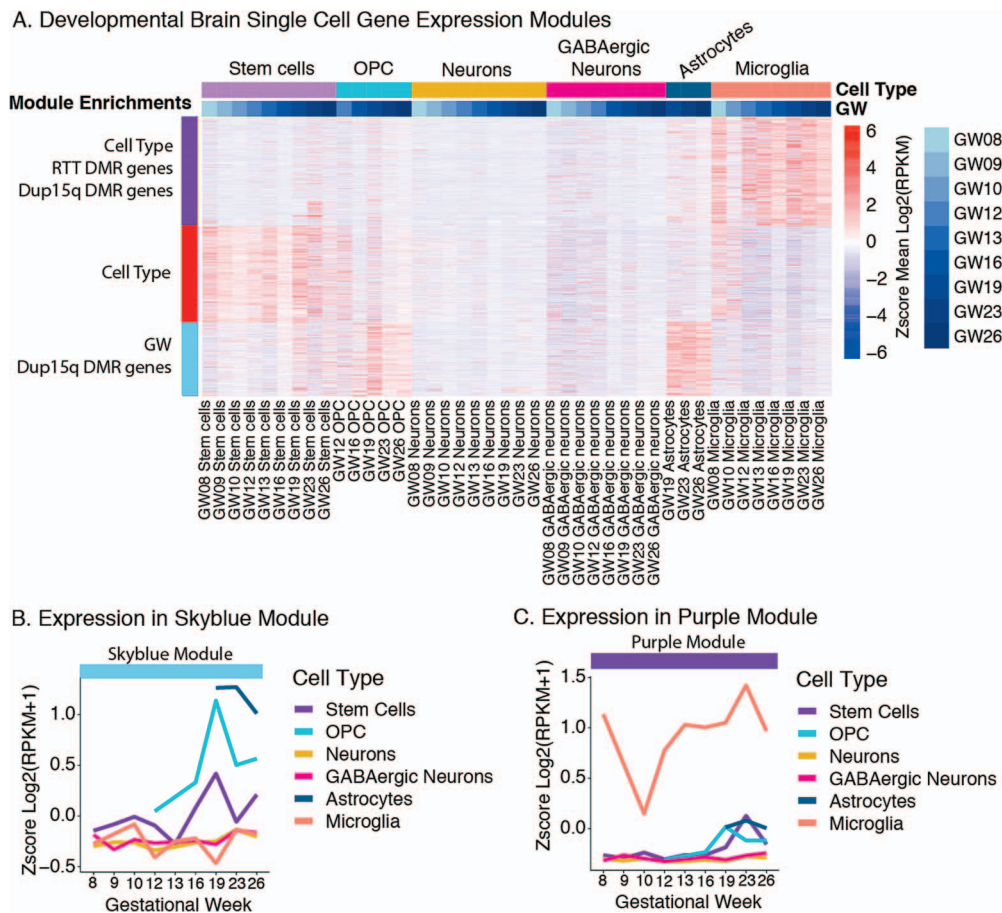 A. Developmental Brain Single Cell Gene Expression Modules
Stem cells
OPC
Neurons
GABAergic
Neurons
Astrocytes
Microglia
Cell Type
Module Enrichments
GW
Cell Type
RTT DMR genes
Dup15q DMR genes
Cell Type
GW
Dup15q DMR genes
6
4
2
0
−2
−4
−6
Zscore Mean Log2(RPKM)
GW08
GW09
GW10
GW12
GW13
GW16
GW19
GW23
GW26
GW08 Stem cells
GW09 Stem cells
GW10 Stem cells
GW12 Stem cells
GW13 Stem cells
GW16 Stem cells
GW19 Stem cells
GW23 Stem cells
GW26 Stem cells
GW12 OPC
GW16 OPC
GW19 OPC
GW23 OPC
GW26 OPC
GW08 Neurons
GW09 Neurons
GW10 Neurons
GW12 Neurons
GW13 Neurons
GW16 Neurons
GW19 Neurons
GW23 Neurons
GW26 Neurons
GW08 GABAergic neurons
GW09 GABAergic neurons
GW10 GABAergic neurons
GW12 GABAergic neurons
GW16 GABAergic neurons
GW19 GABAergic neurons
GW23 GABAergic neurons
GW26 GABAergic neurons
GW19 Astrocytes
GW23 Astrocytes
GW26 Astrocytes
GW08 Microglia
GW10 Microglia
GW12 Microglia
GW13 Microglia
GW16 Microglia
GW19 Microglia
GW23 Microglia
GW26 Microglia
B. Expression in Skyblue Module
Skyblue Module
Zscore Log2(RPKM+1)
1.0
0.5
0.0
−0.5
8 9 10 12 13 16 19 23 26
Gestational Week
Cell Type
Stem Cells
OPC
Neurons
GABAergic Neurons
Astrocytes
Microglia
C. Expression in Purple Module
Purple Module
Zscore Log2(RPKM+1)
1.5
1.0
0.5
0.0
8 9 10 12 13 16 19 23 26
Gestational Week
Cell Type
Stem Cells
OPC
Neurons
GABAergic Neurons
Astrocytes
Microglia